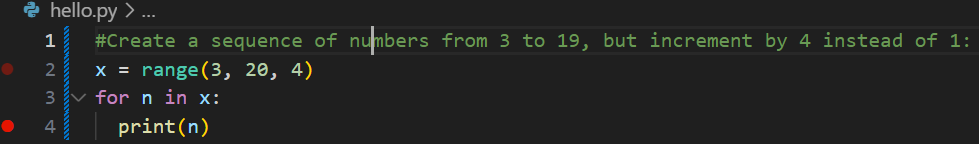 hello.py > ...
1 #Create a sequence of numbers from 3 to 19, but increment by 4 instead of 1:
2 x = range(3, 20, 4)
3 for n in x:
4 print(n)